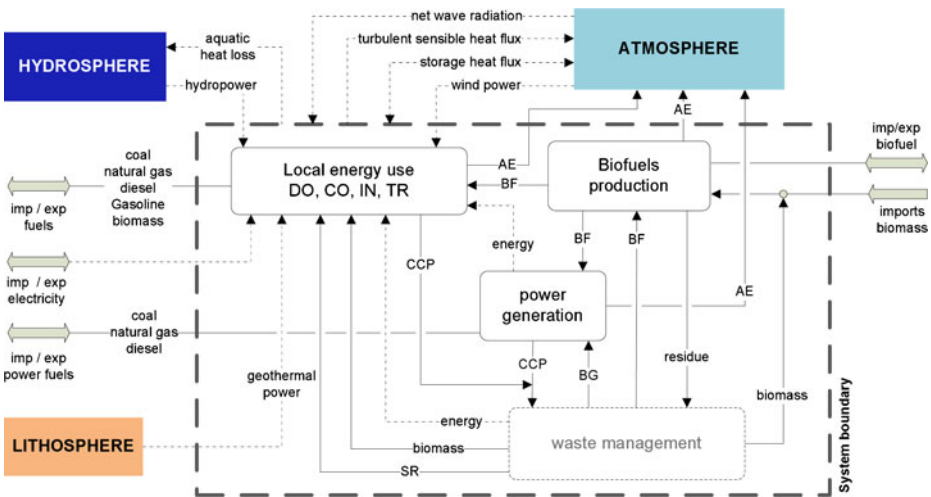 net wave radiation
turbulent sensible heat flux
storage heat flux
wind power
aquatic
heat loss
hydropower
HYDROSPHERE
ATMOSPHERE
AE
imp/exp
biofuel
coal
natural gas
diesel
Gasoline
biomass
imp / exp
fuels
Local energy use
DO, CO, IN, TR
AE
BF
Biofuels
production
imports
biomass
energy
BF
BF
CCP
imp / exp
electricity
power
generation
AE
coal
natural gas
diesel
imp / exp
power fuels
geothermal
power
CCP
BG
residue
biomass
LITHOSPHERE
energy
biomass
SR
waste management
System boundary